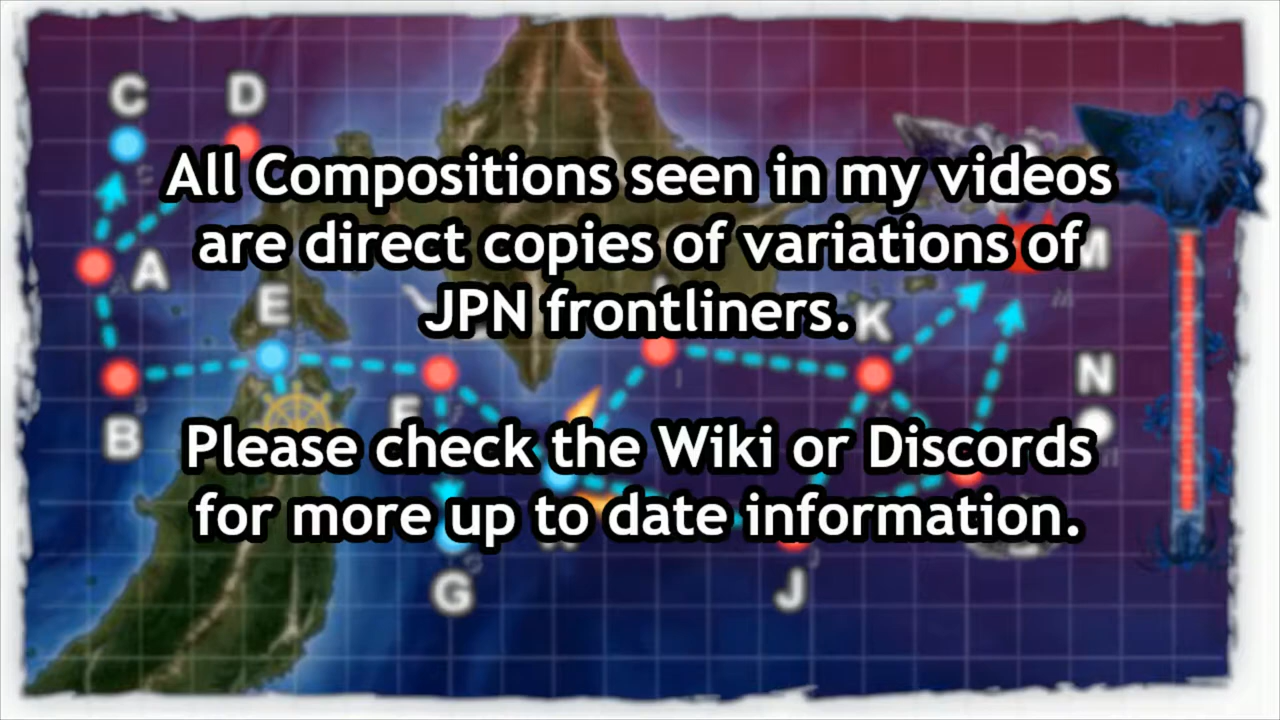 C D
All Compositions seen in my videos
A
are direct copies of variations of
M
E
JPN frontliners.
K
N
F
B
Please check the Wiki or Discords
for more up to date information.
G
J